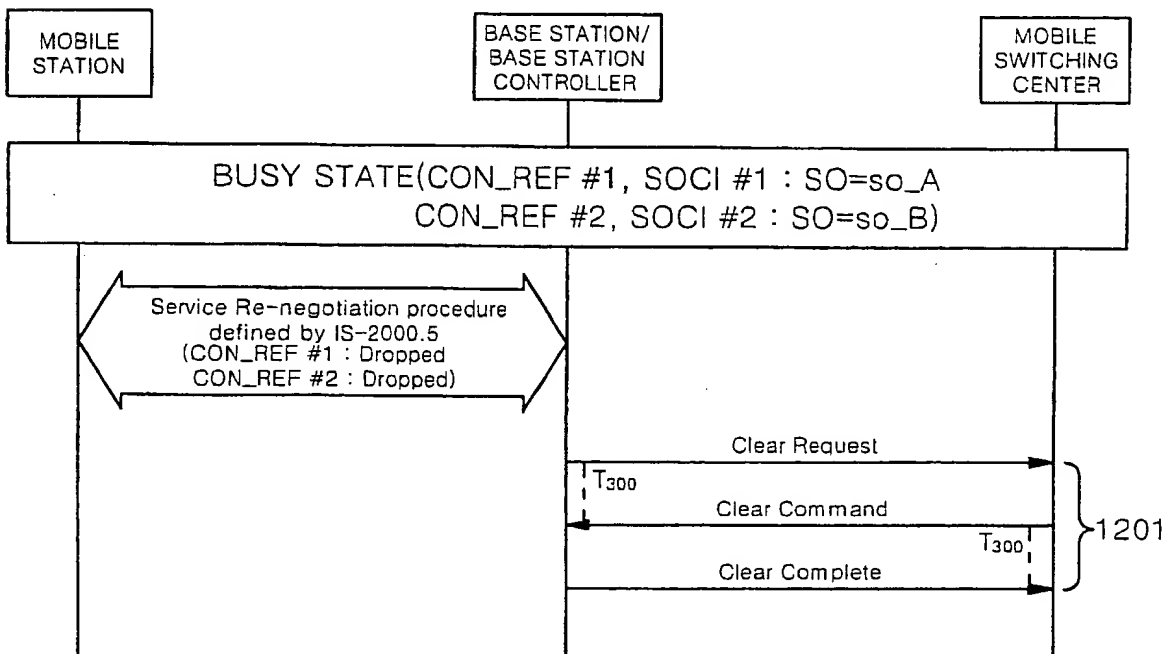 MOBILE
STATION
BASE STATION/
BASE STATION
CONTROLLER
MOBILE
SWITCHING
CENTER
BUSY STATE(CON_REF #1, SOCI #1 : SO=so_A
CON_REF #2, SOCI #2 : SO=so_B)
Service Re-negotiation procedure
defined by IS-2000.5
(CON_REF #1 : Dropped
CON_REF #2 : Dropped)
Clear Request
T300
Clear Command
T300
Clear Complete
1201